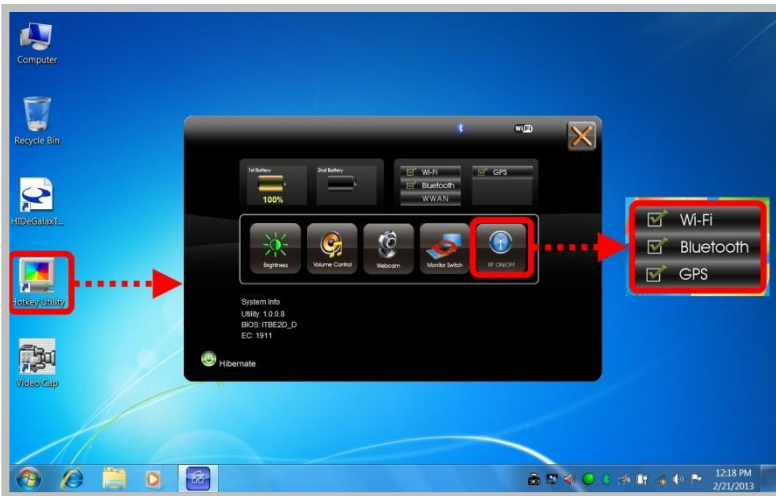 Computer
Recycle Bin
HIDeGalaxT...
Hotkey Utility
Video Cap
WiFi
1st Battery
100%
2nd Battery
Wi-Fi
Bluetooth
WWAN
GPS
Brightness
Volume Control
Webcam
Monitor Switch
RF ON/OFF
System Info
Utility: 1.0.0.8
BIOS: ITBE2D_D
EC: 1911
Hibernate
Wi-Fi
Bluetooth
GPS
12:18 PM
2/21/2013